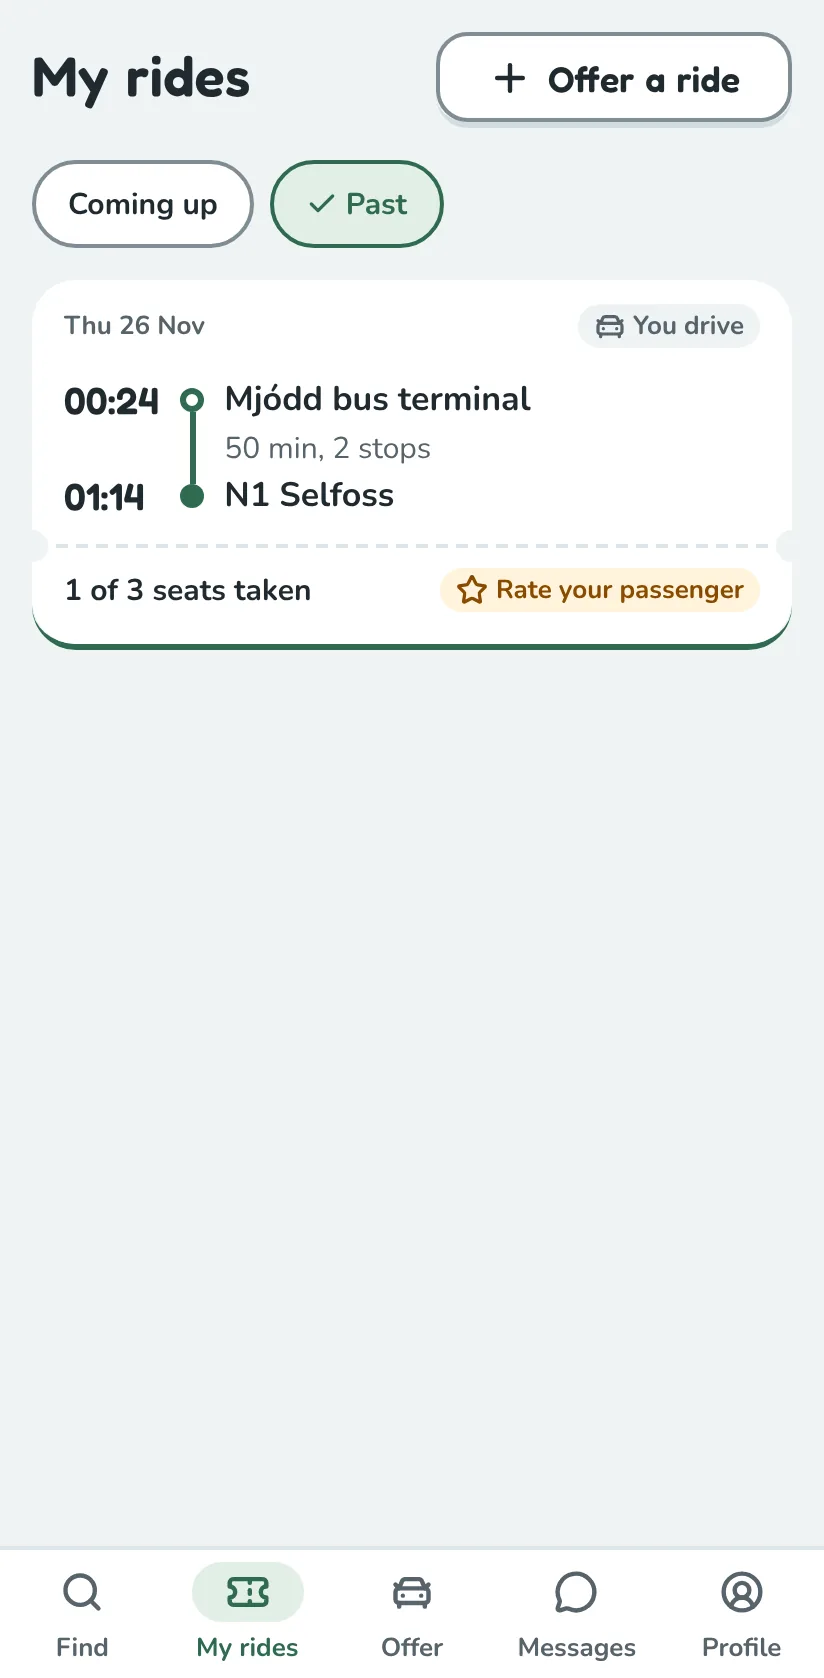 My rides
Offer a ride
Coming up
Past
Thu 26 Nov
You drive
00:24 Mjódd bus terminal
50 min, 2 stops
01:14 N1 Selfoss
1 of 3 seats taken
Rate your passenger
Find
My rides
Offer
Messages
Profile